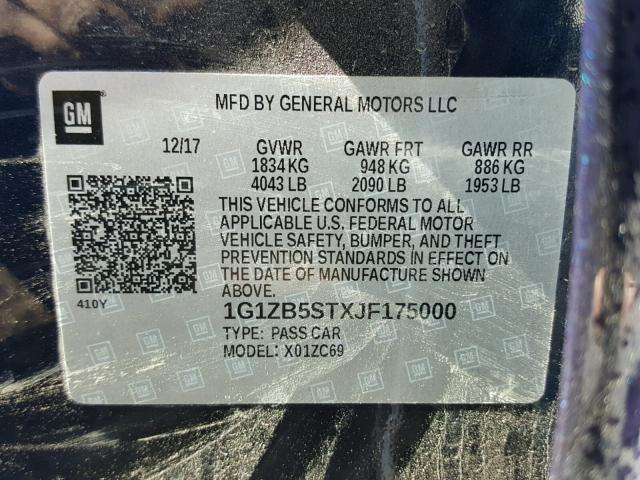 GM
MFD BY GENERAL MOTORS LLC
12/17 GVWR GAWR FRT GAWR RR
1834 KG 948 KG 886 KG
4043 LB 2090 LB 1953 LB
THIS VEHICLE CONFORMS TO ALL
APPLICABLE U.S. FEDERAL MOTOR
VEHICLE SAFETY, BUMPER, AND THEFT
PREVENTION STANDARDS IN EFFECT ON
THE DATE OF MANUFACTURE SHOWN
ABOVE.
410Y
1G1ZB5STXJF175000
TYPE: PASS CAR
MODEL: X01ZC69